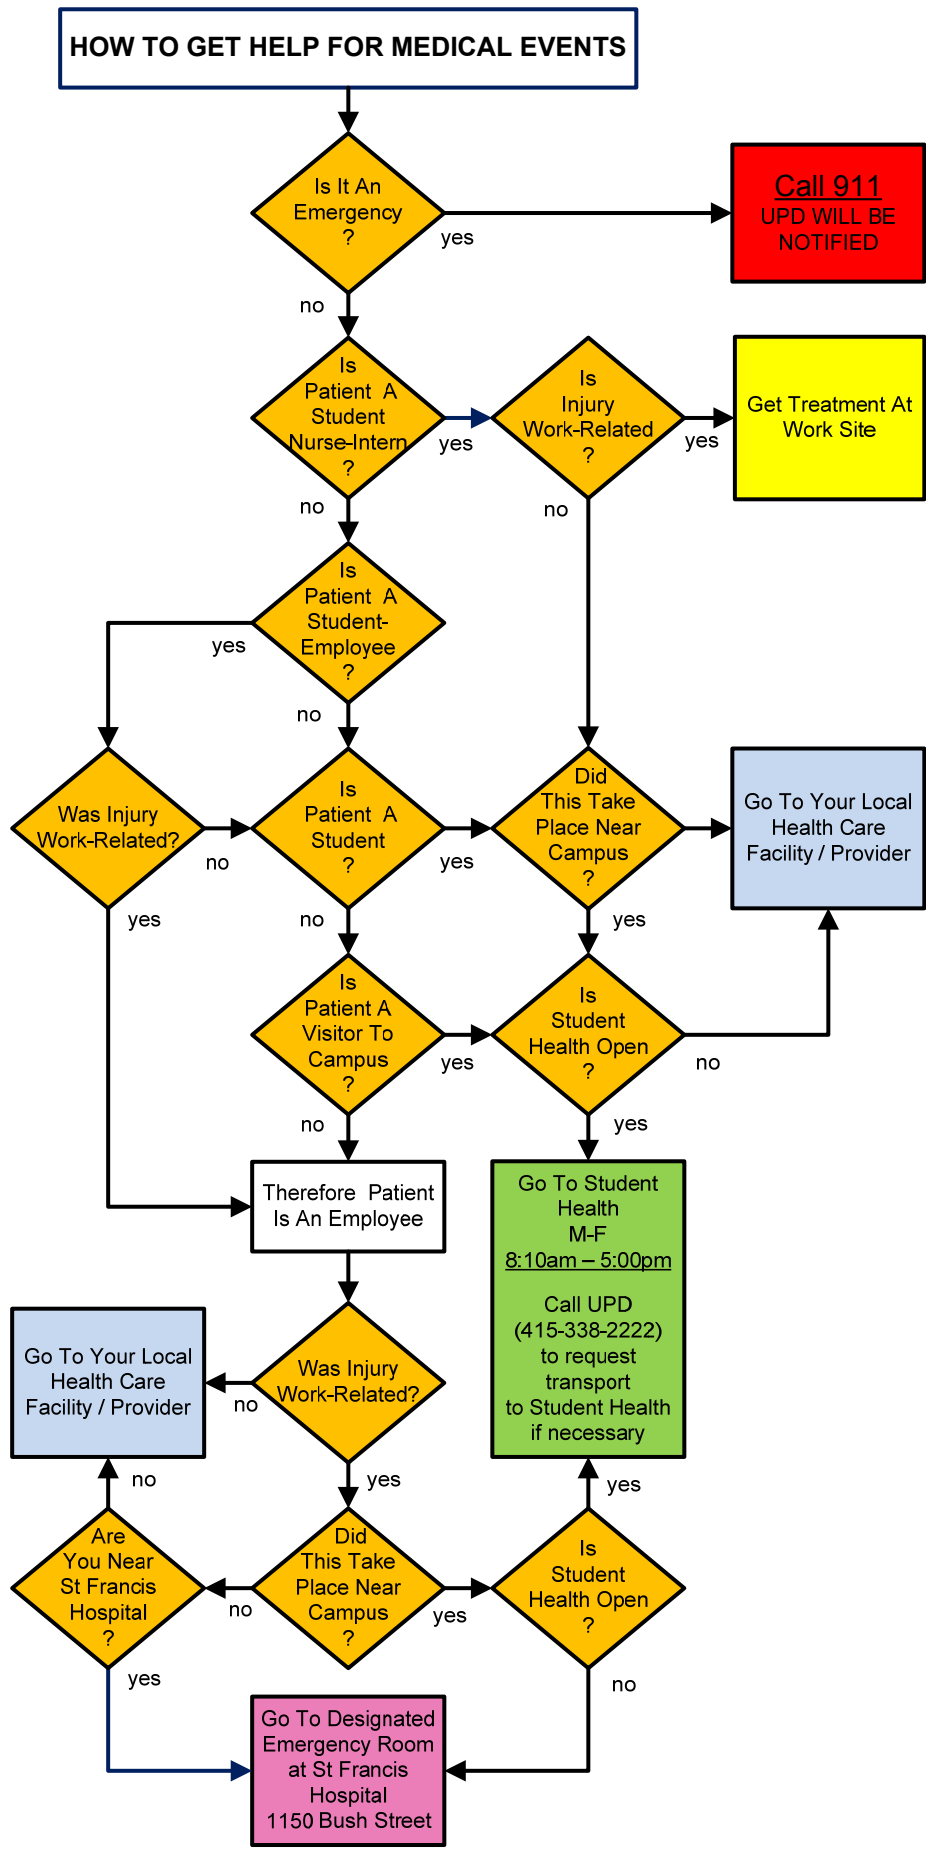 HOW TO GET HELP FOR MEDICAL EVENTS
Is It An
Emergency
?
yes
no
Call 911
UPD WILL BE
NOTIFIED
Is
Patient A
Student
Nurse-Intern
?
yes
no
Is
Injury
Work-Related
?
yes
no
Get Treatment At
Work Site
Is
Patient A
Student-
Employee
?
yes
no
Was Injury
Work-Related?
no
yes
Is
Patient A
Student
?
yes
no
Did
This Take
Place Near
Campus
?
yes
Go To Your Local
Health Care
Facility / Provider
Is
Patient A
Visitor To
Campus
?
yes
no
Is
Student
Health Open
?
no
yes
Therefore Patient
Is An Employee
Go To Student
Health
M-F
8:10am – 5:00pm
Call UPD
(415-338-2222)
to request
transport
to Student Health
if necessary
Go To Your Local
Health Care
Facility / Provider
Was Injury
Work-Related?
no
yes
no
yes
Are
You Near
St Francis
Hospital
?
yes
Did
This Take
Place Near
Campus
?
no
yes
Is
Student
Health Open
?
no
Go To Designated
Emergency Room
at St Francis
Hospital
1150 Bush Street